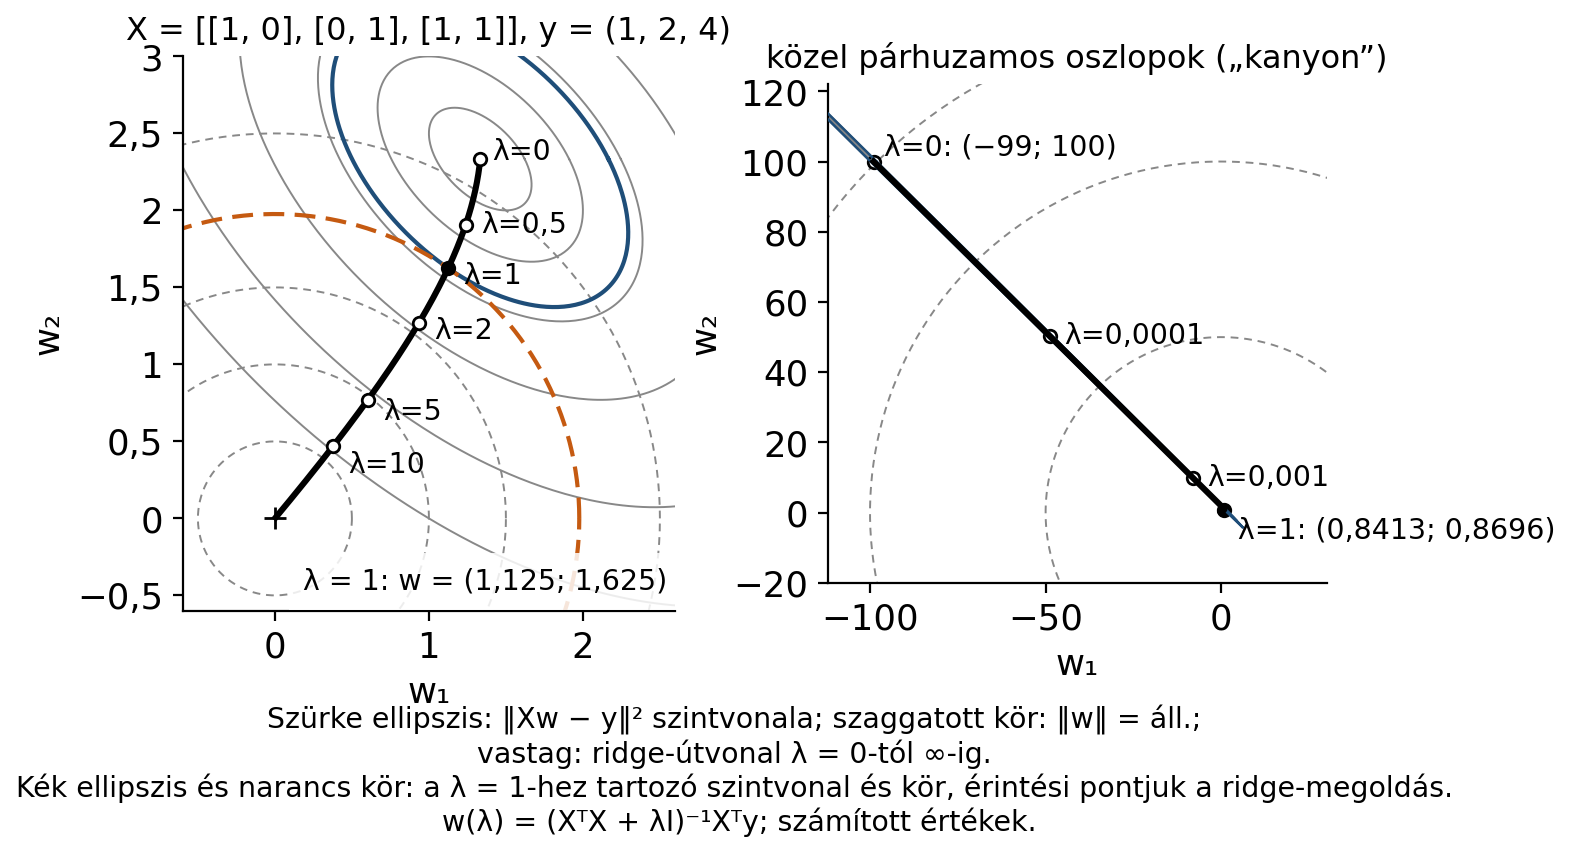 X = [[1, 0], [0, 1], [1, 1]], y = (1, 2, 4)
3
2,5
2
1,5
1
0,5
0
−0,5
w₂
λ=0
λ=0,5
λ=1
λ=2
λ=5
λ=10
λ = 1: w = (1,125; 1,625)
0
1
2
w₁
közel párhuzamos oszlopok („kanyon”)
120
100
80
60
40
20
0
−20
w₂
λ=0: (−99; 100)
λ=0,0001
λ=0,001
λ=1: (0,8413; 0,8696)
−100
−50
0
w₁
Szürke ellipszis: ‖Xw − y‖² szintvonala; szaggatott kör: ‖w‖ = áll.;
vastag: ridge-útvonal λ = 0-tól ∞-ig.
Kék ellipszis és narancs kör: a λ = 1-hez tartozó szintvonal és kör, érintési pontjuk a ridge-megoldás.
w(λ) = (XᵀX + λI)⁻¹Xᵀy; számított értékek.